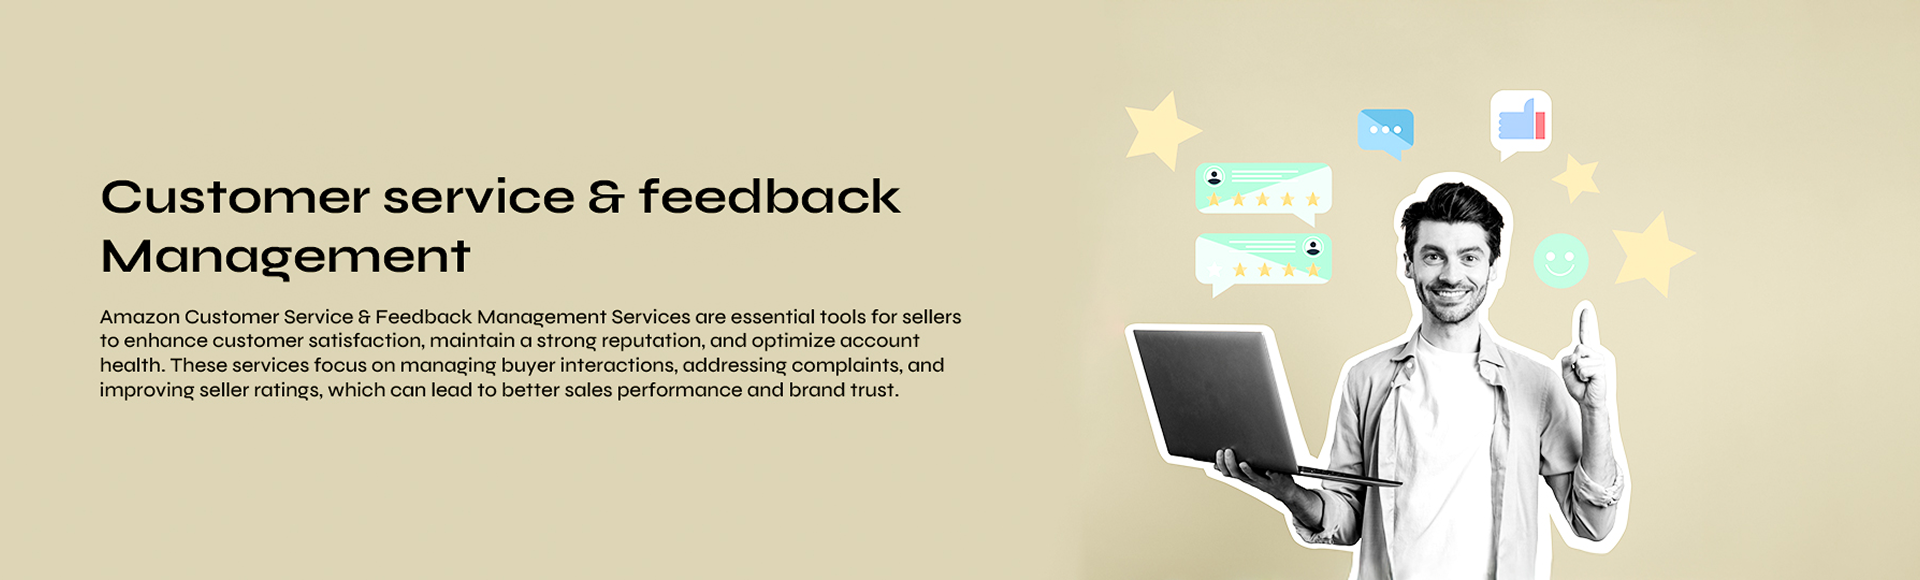 Customer service & feedback
Management
Amazon Customer Service & Feedback Management Services are essential tools for sellers
to enhance customer satisfaction, maintain a strong reputation, and optimize account
health. These services focus on managing buyer interactions, addressing complaints, and
improving seller ratings, which can lead to better sales performance and brand trust.